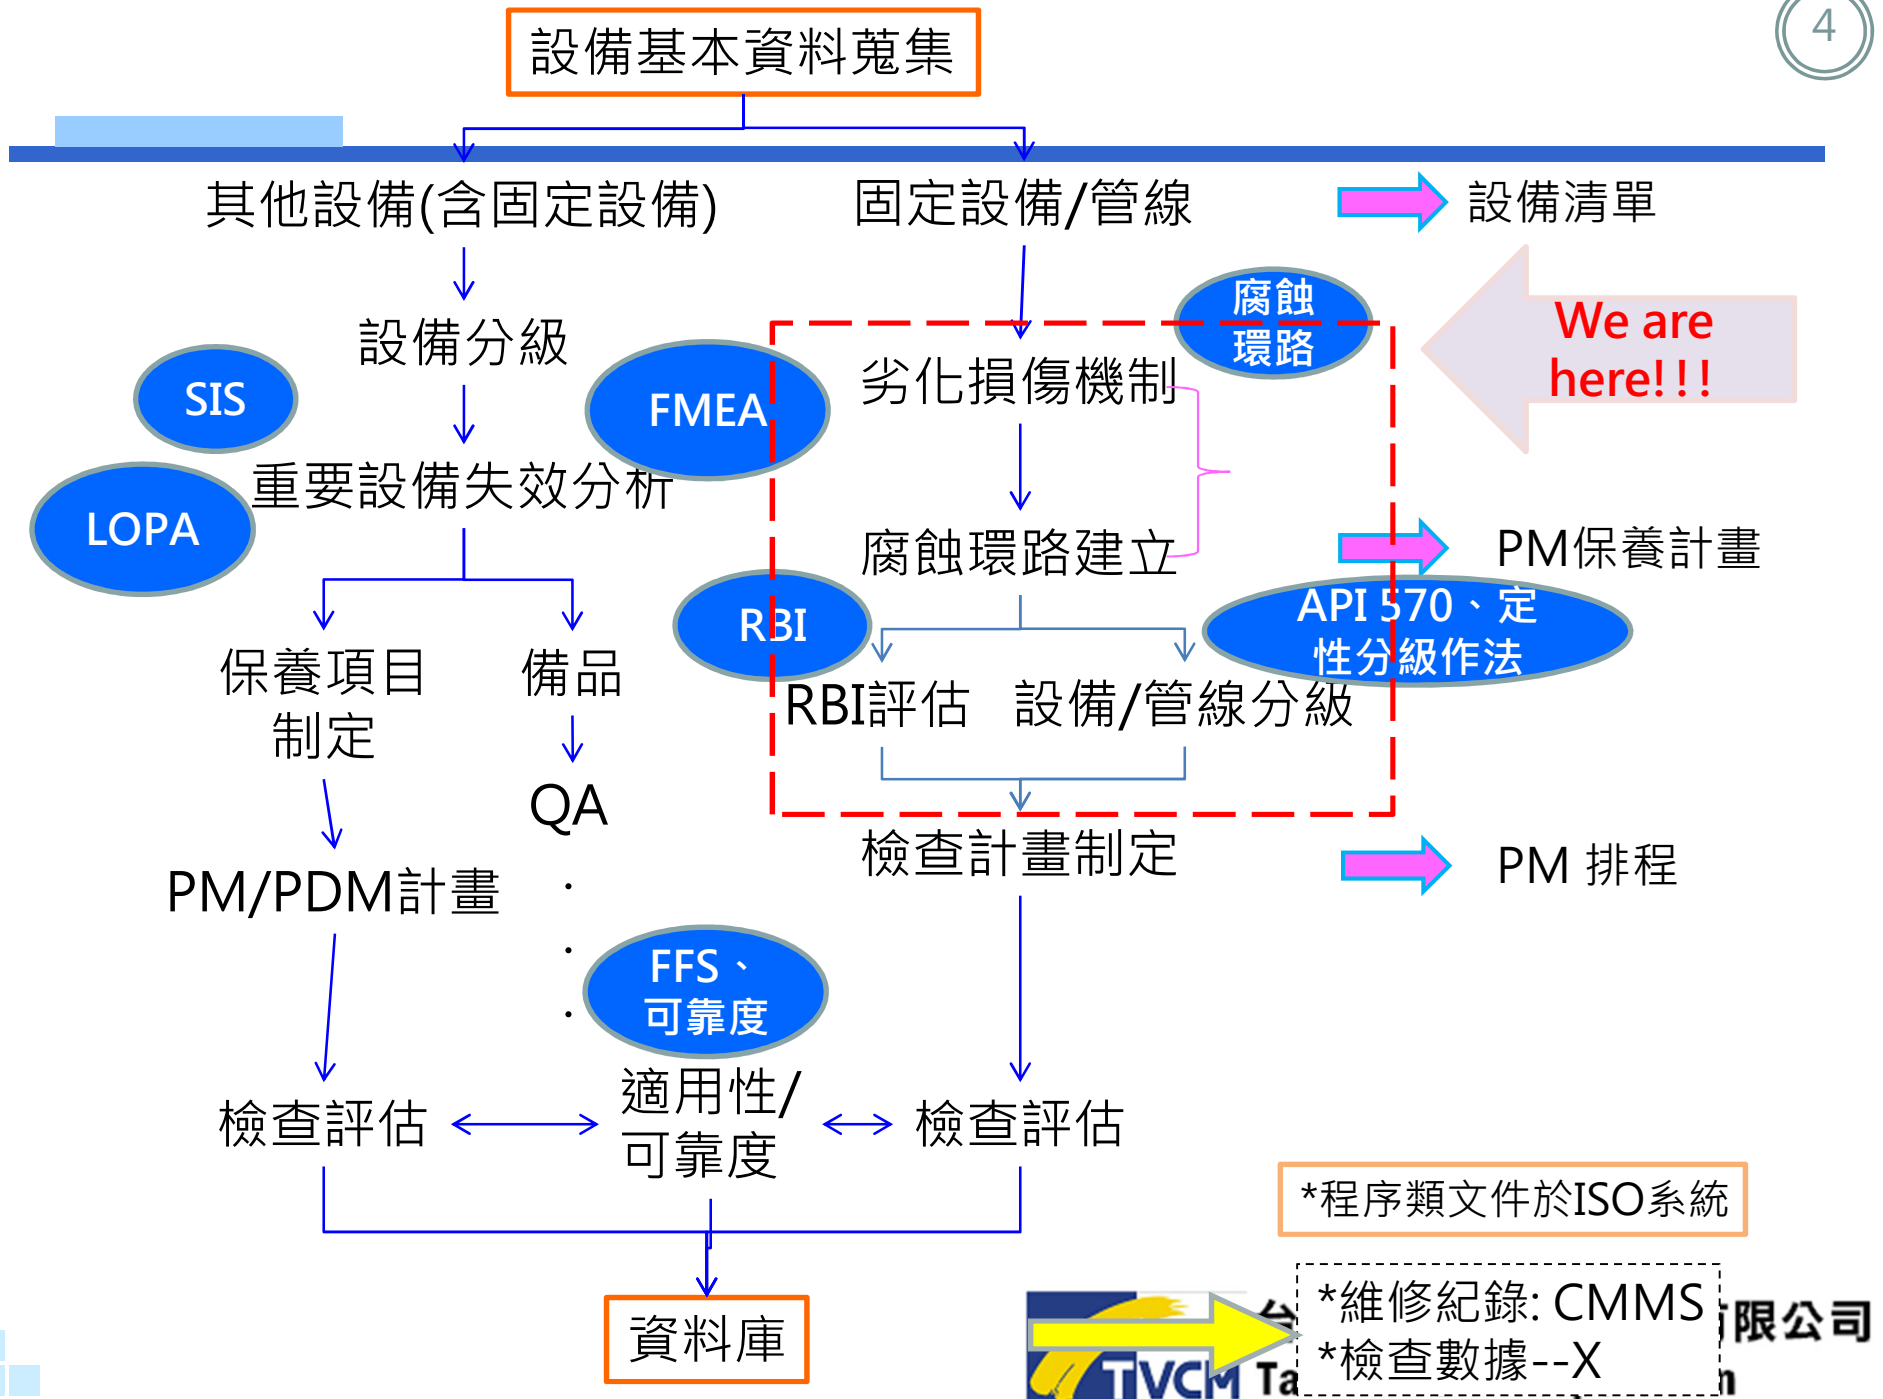 4
設備基本資料蒐集
其他設備(含固定設備)
固定設備/管線
設備清單
腐蝕
環路
We are
here!!!
設備分級
SIS
FMEA
劣化損傷機制
重要設備失效分析
LOPA
腐蝕環路建立
PM保養計畫
API 570、定
性分級作法
RBI
保養項目
制定
備品
RBI評估
設備/管線分級
QA
檢查計畫制定
PM 排程
PM/PDM計畫
.
.
.
FFS、
可靠度
適用性/
可靠度
檢查評估
檢查評估
*程序類文件於ISO系統
資料庫
*維修紀錄: CMMS
*檢查數據--X
限公司
TVCM